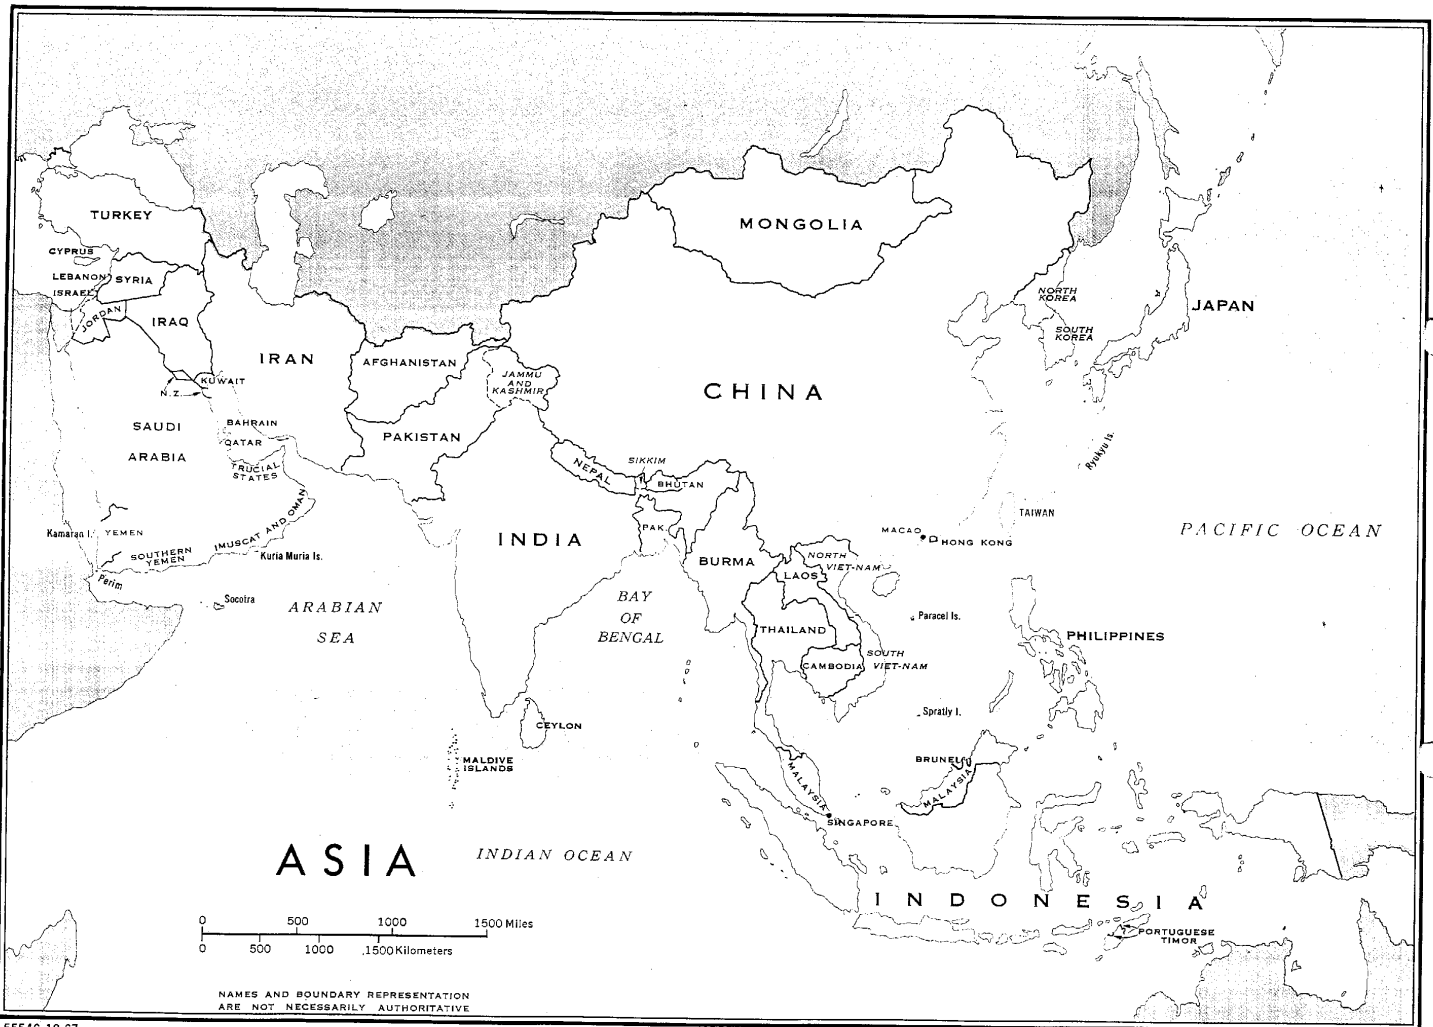 TURKEY
MONGOLIA
CYPRUS
LEBANON
SYRIA
ISRAEL
NORTH
KOREA
JAPAN
JORDAN
IRAQ
SOUTH
KOREA
IRAN
AFGHANISTAN
JAMMU
AND
KASHMIR
KUWAIT
N.Z.
CHINA
SAUDI
ARABIA
BAHRAIN
QATAR
PAKISTAN
TRUCIAL
STATES
Ryukyu Is.
NEPAL
SIKKIM
BHUTAN
TAIWAN
Kamaran I.
YEMEN
MUSCAT AND OMAN
INDIA
PAK.
MACAO
HONG KONG
PACIFIC OCEAN
SOUTHERN
YEMEN
Kuria Muria Is.
BURMA
NORTH
VIET-NAM
LAOS
Perim
Socotra
ARABIAN
SEA
BAY
OF
BENGAL
Paracel Is.
THAILAND
PHILIPPINES
CAMBODIA
SOUTH
VIET-NAM
CEYLON
Spratly I.
MALDIVE
ISLANDS
BRUNEI
MALAYSIA
MALAYSIA
SINGAPORE
ASIA
INDIAN OCEAN
INDONESIA
0 500 1000 1500 Miles
0 500 1000 1500 Kilometers
PORTUGUESE
TIMOR
NAMES AND BOUNDARY REPRESENTATION
ARE NOT NECESSARILY AUTHORITATIVE